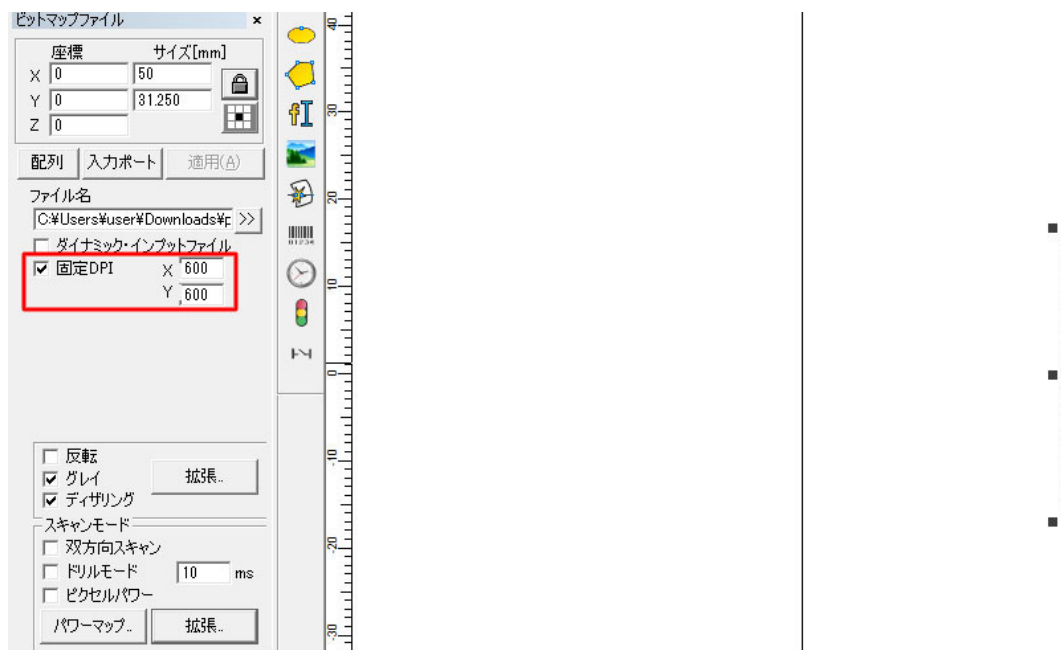 ビットマップファイル ×
座標 サイズ[mm]
X 0 50
Y 0 31.250
Z 0
配列 入力ポート 適用(A)
ファイル名
C:¥Users¥user¥Downloads¥p >>
ダイナミック・インプットファイル
固定DPI X 600
Y 600
反転
グレイ 拡張..
ディザリング
スキャンモード
双方向スキャン
ドリルモード 10 ms
ピクセルパワー
パワーマップ.. 拡張..
40
30
20
10
0
-10
-20
-30